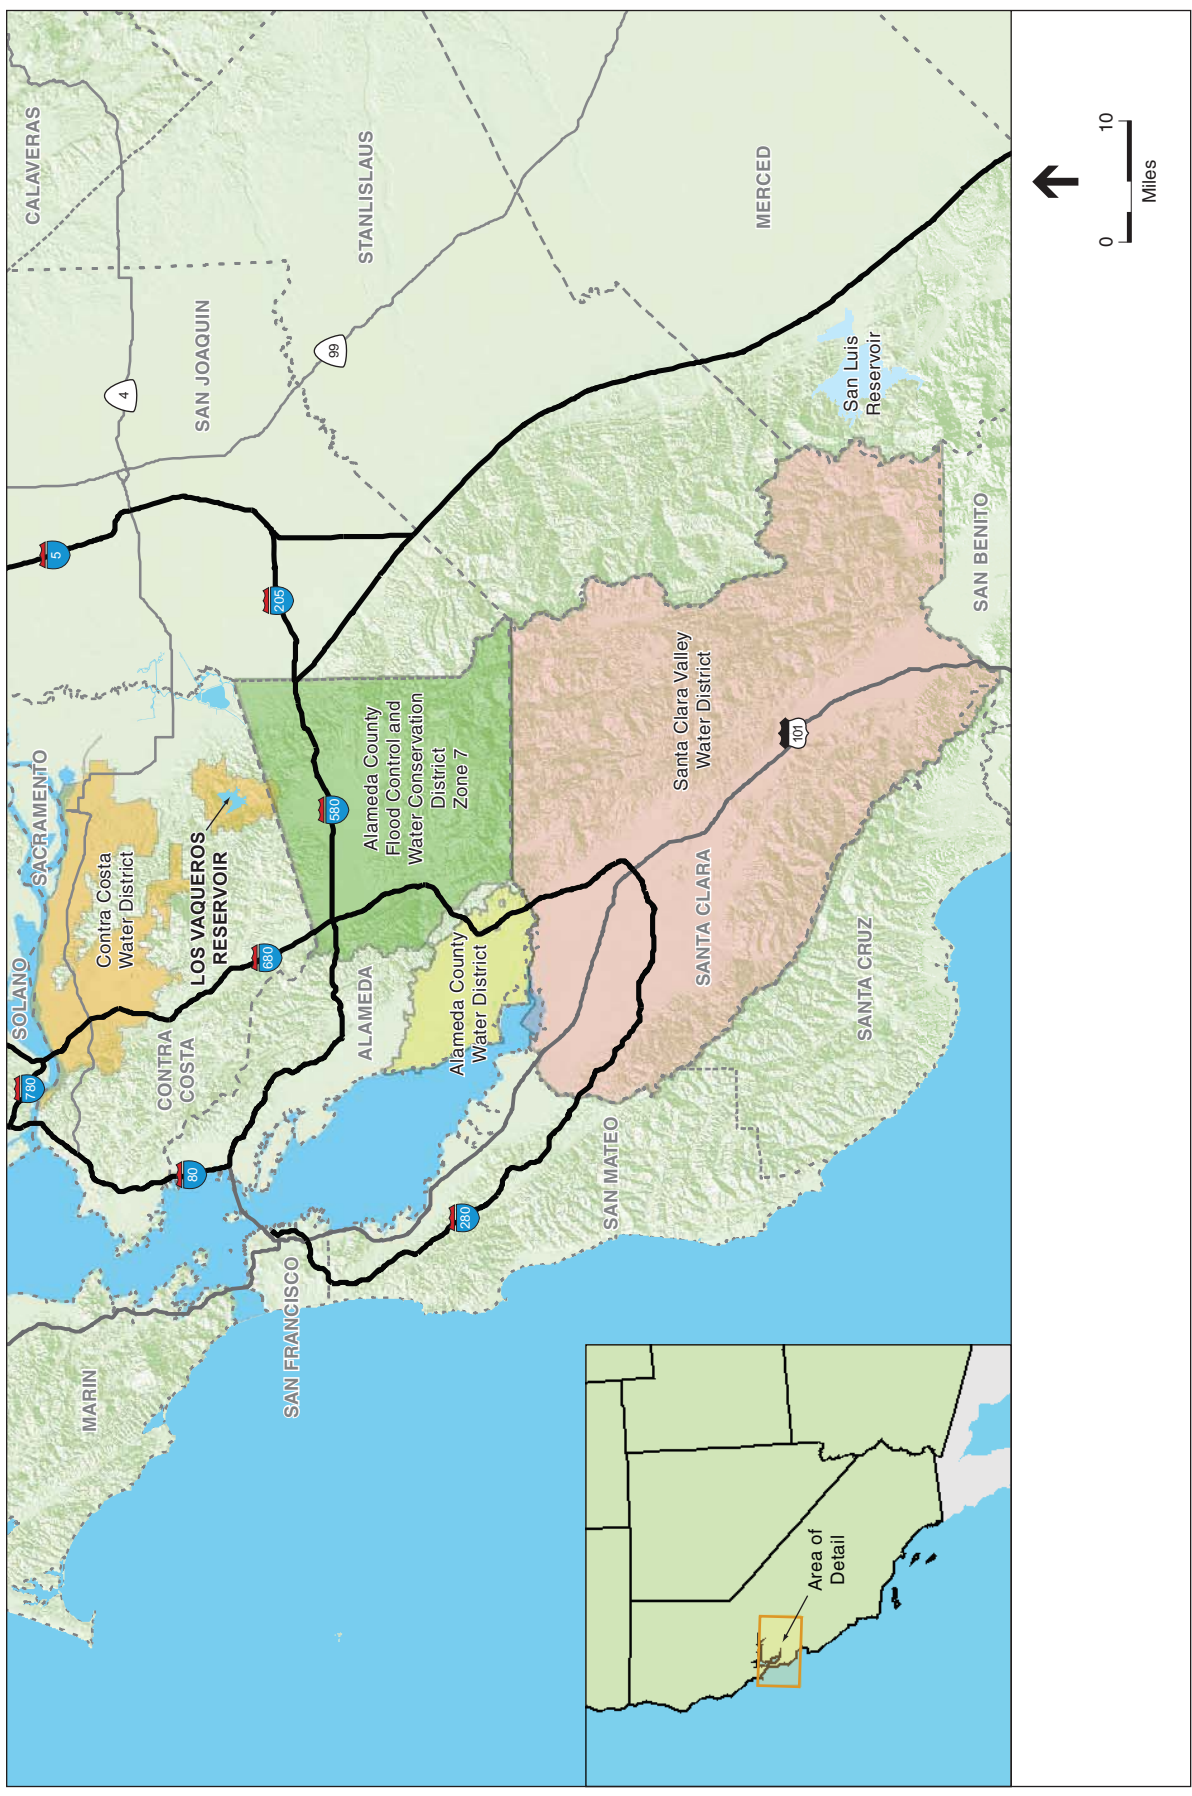 MARIN
SOLANO
SACRAMENTO
CALAVERAS
780
5
4
CONTRA
COSTA
Contra Costa
Water District
80
LOS VAQUEROS
RESERVOIR
680
SAN JOAQUIN
205
SAN FRANCISCO
580
99
ALAMEDA
Alameda County
Flood Control and
Water Conservation
District
Zone 7
STANLISLAUS
280
Alameda County
Water District
SAN MATEO
Santa Clara Valley
Water District
SANTA CLARA
101
MERCED
SANTA CRUZ
San Luis
Reservoir
SAN BENITO
Area of
Detail
0
10
Miles